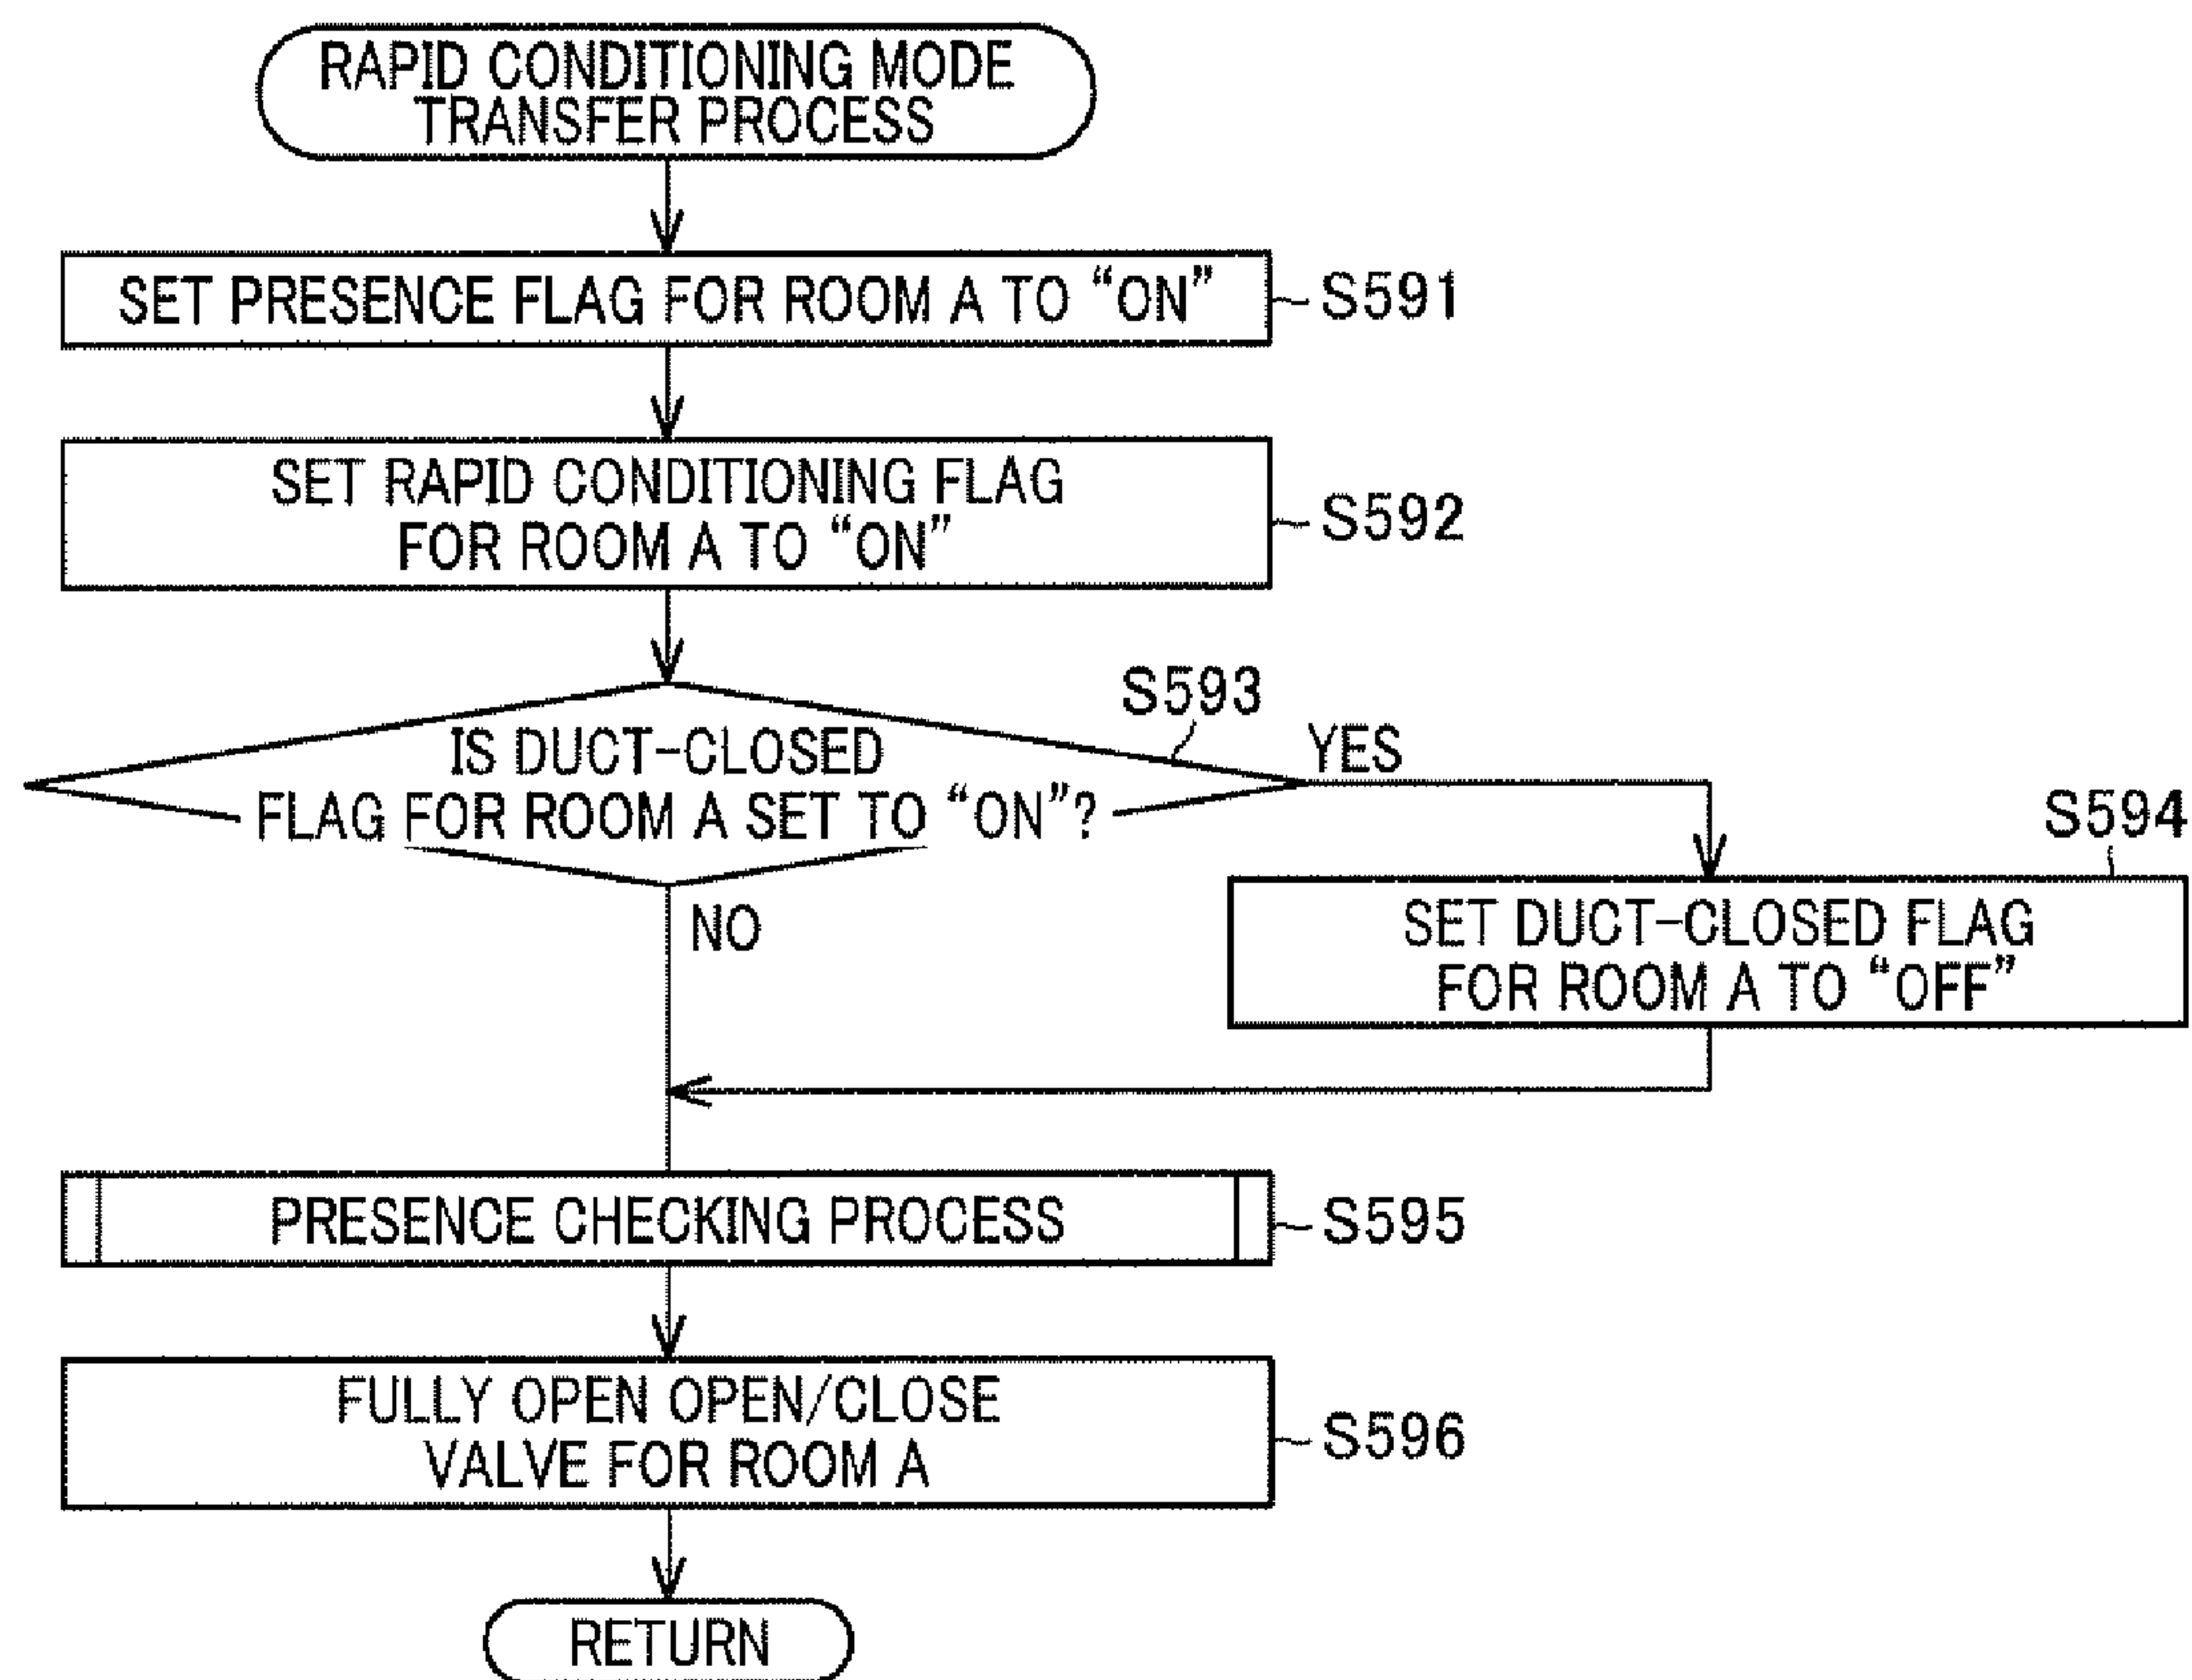 RAPID CONDITIONING MODE
TRANSFER PROCESS
SET PRESENCE FLAG FOR ROOM A TO “ON”
S591
SET RAPID CONDITIONING FLAG
FOR ROOM A TO “ON”
S592
S593
IS DUCT-CLOSED
FLAG FOR ROOM A SET TO “ON”?
YES
NO
S594
SET DUCT-CLOSED FLAG
FOR ROOM A TO “OFF”
PRESENCE CHECKING PROCESS
S595
FULLY OPEN OPEN/CLOSE
VALVE FOR ROOM A
S596
RETURN